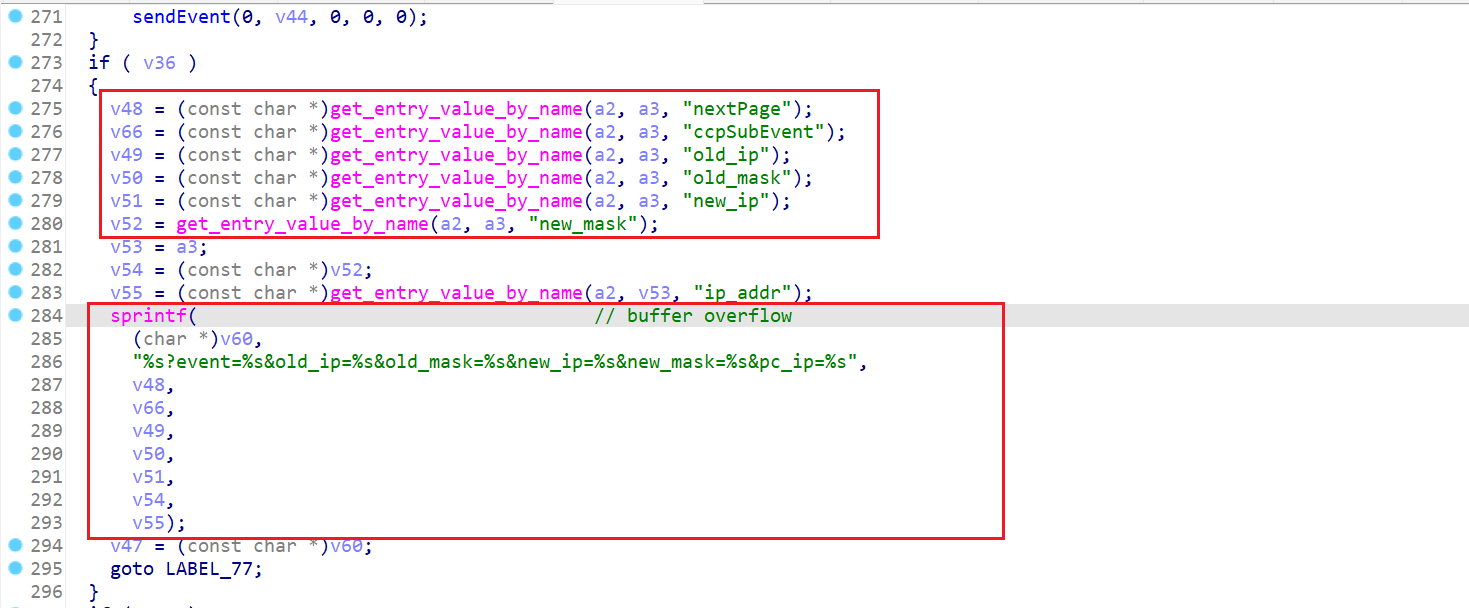 271 sendEvent(0, v44, 0, 0, 0);
272 }
273 if ( v36 )
274 {
275 v48 = (const char *)get_entry_value_by_name(a2, a3, "nextPage");
276 v66 = (const char *)get_entry_value_by_name(a2, a3, "ccpSubEvent");
277 v49 = (const char *)get_entry_value_by_name(a2, a3, "old_ip");
278 v50 = (const char *)get_entry_value_by_name(a2, a3, "old_mask");
279 v51 = (const char *)get_entry_value_by_name(a2, a3, "new_ip");
280 v52 = get_entry_value_by_name(a2, a3, "new_mask");
281 v53 = a3;
282 v54 = (const char *)v52;
283 v55 = (const char *)get_entry_value_by_name(a2, v53, "ip_addr");
284 sprintf( // buffer overflow
285 (char *)v60,
286 "%s?event=%s&old_ip=%s&old_mask=%s&new_ip=%s&new_mask=%s&pc_ip=%s",
287 v48,
288 v66,
289 v49,
290 v50,
291 v51,
292 v54,
293 v55);
294 v47 = (const char *)v60;
295 goto LABEL_77;
296 }